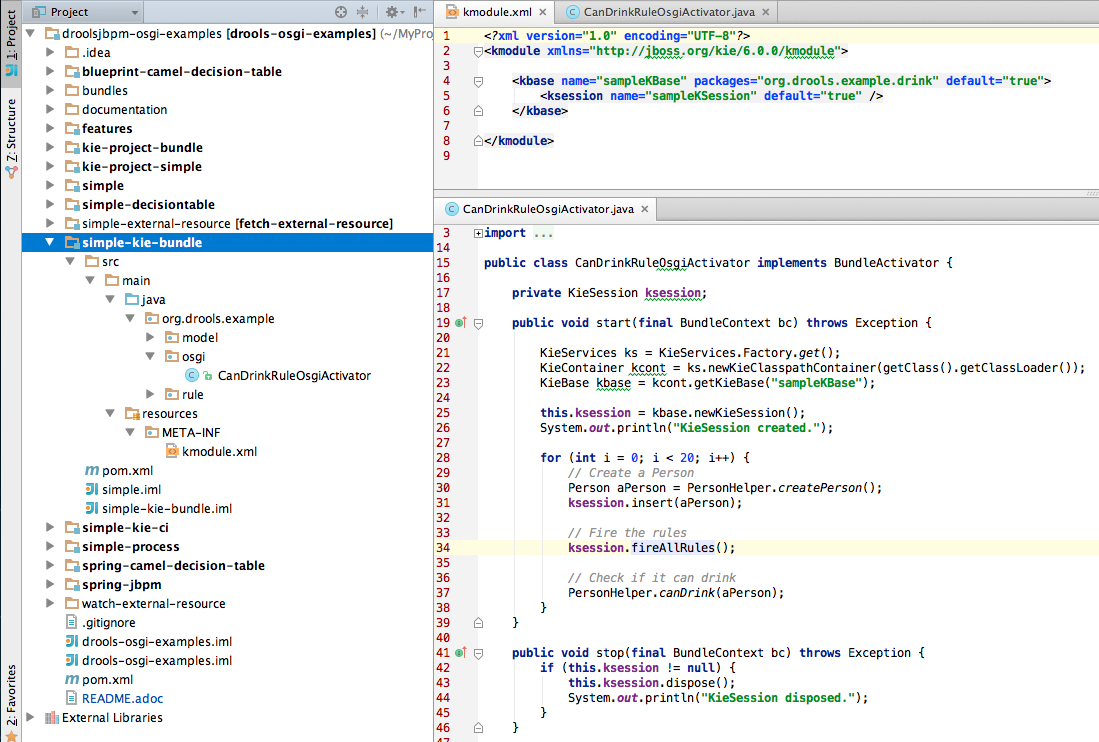 1: Project
Z: Structure
2: Favorites
Project
droolsjbpm-osgi-examples [drools-osgi-examples] (~/MyPro
.idea
blueprint-camel-decision-table
bundles
documentation
features
kie-project-bundle
kie-project-simple
simple
simple-decisiontable
simple-external-resource [fetch-external-resource]
simple-kie-bundle
src
main
java
org.drools.example
model
osgi
CanDrinkRuleOsgiActivator
rule
resources
META-INF
kmodule.xml
pom.xml
simple.iml
simple-kie-bundle.iml
simple-kie-ci
simple-process
spring-camel-decision-table
spring-jbpm
watch-external-resource
.gitignore
drools-osgi-examples.iml
drools-osgi-examples.iml
pom.xml
README.adoc
External Libraries
kmodule.xml CanDrinkRuleOsgiActivator.java
1 <?xml version="1.0" encoding="UTF-8"?>
2 <kmodule xmlns="http://jboss.org/kie/6.0.0/kmodule">
3
4 <kbase name="sampleKBase" packages="org.drools.example.drink" default="true">
5 <ksession name="sampleKSession" default="true" />
6 </kbase>
7
8 </kmodule>
9
CanDrinkRuleOsgiActivator.java
3 import ...
14
15 public class CanDrinkRuleOsgiActivator implements BundleActivator {
16
17 private KieSession ksession;
18
19 public void start(final BundleContext bc) throws Exception {
20
21 KieServices ks = KieServices.Factory.get();
22 KieContainer kcont = ks.newKieClasspathContainer(getClass().getClassLoader());
23 KieBase kbase = kcont.getKieBase("sampleKBase");
24
25 this.ksession = kbase.newKieSession();
26 System.out.println("KieSession created.");
27
28 for (int i = 0; i < 20; i++) {
29 // Create a Person
30 Person aPerson = PersonHelper.createPerson();
31 ksession.insert(aPerson);
32
33 // Fire the rules
34 ksession.fireAllRules();
35
36 // Check if it can drink
37 PersonHelper.canDrink(aPerson);
38 }
39 }
40
41 public void stop(final BundleContext bc) throws Exception {
42 if (this.ksession != null) {
43 this.ksession.dispose();
44 System.out.println("KieSession disposed.");
45 }
46 }
47